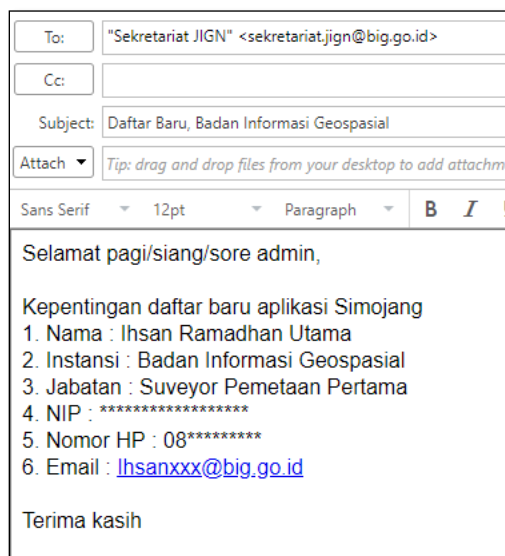 To: "Sekretariat JIGN" <sekretariat.jign@big.go.id>
Cc:
Subject: Daftar Baru, Badan Informasi Geospasial
Attach Tip: drag and drop files from your desktop to add attachm
Sans Serif 12pt Paragraph B I
Selamat pagi/siang/sore admin,
Kepentingan daftar baru aplikasi Simojang
1. Nama : Ihsan Ramadhan Utama
2. Instansi : Badan Informasi Geospasial
3. Jabatan : Suveyor Pemetaan Pertama
4. NIP : ******************
5. Nomor HP : 08*********
6. Email : Ihsanxxx@big.go.id
Terima kasih